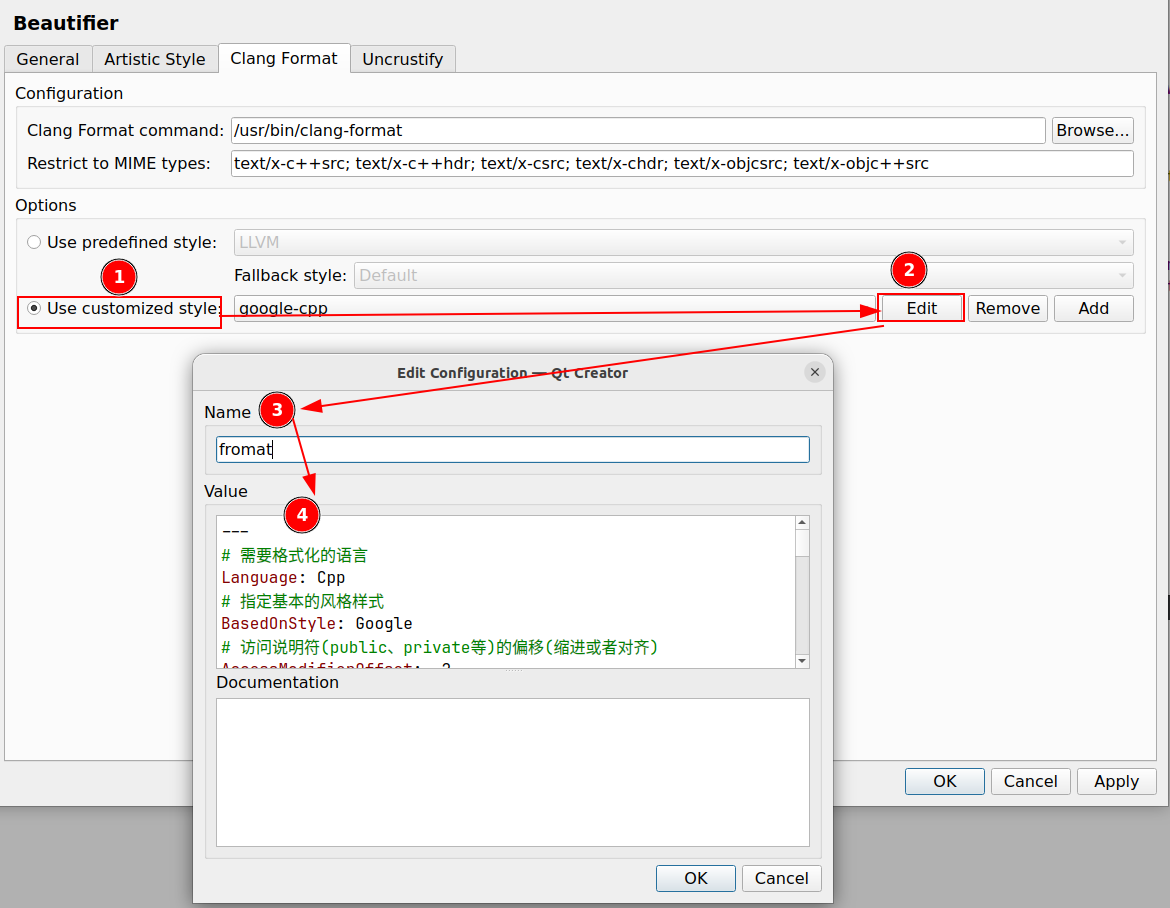 Beautifier
General Artistic Style Clang Format Uncrustify
Configuration
Clang Format command: /usr/bin/clang-format Browse...
Restrict to MIME types: text/x-c++src; text/x-c++hdr; text/x-csrc; text/x-chdr; text/x-objcsrc; text/x-objc++src
Options
Use predefined style: LLVM
1
Fallback style: Default
2
Use customized style: google-cpp Edit Remove Add
Edit Configuration — Qt Creator
Name 3
fromat
Value
4
---
# 需要格式化的语言
Language: Cpp
# 指定基本的风格样式
BasedOnStyle: Google
# 访问说明符(public、private等)的偏移(缩进或者对齐)
AccessModifierOffset: -2
Documentation
OK Cancel Apply
OK Cancel